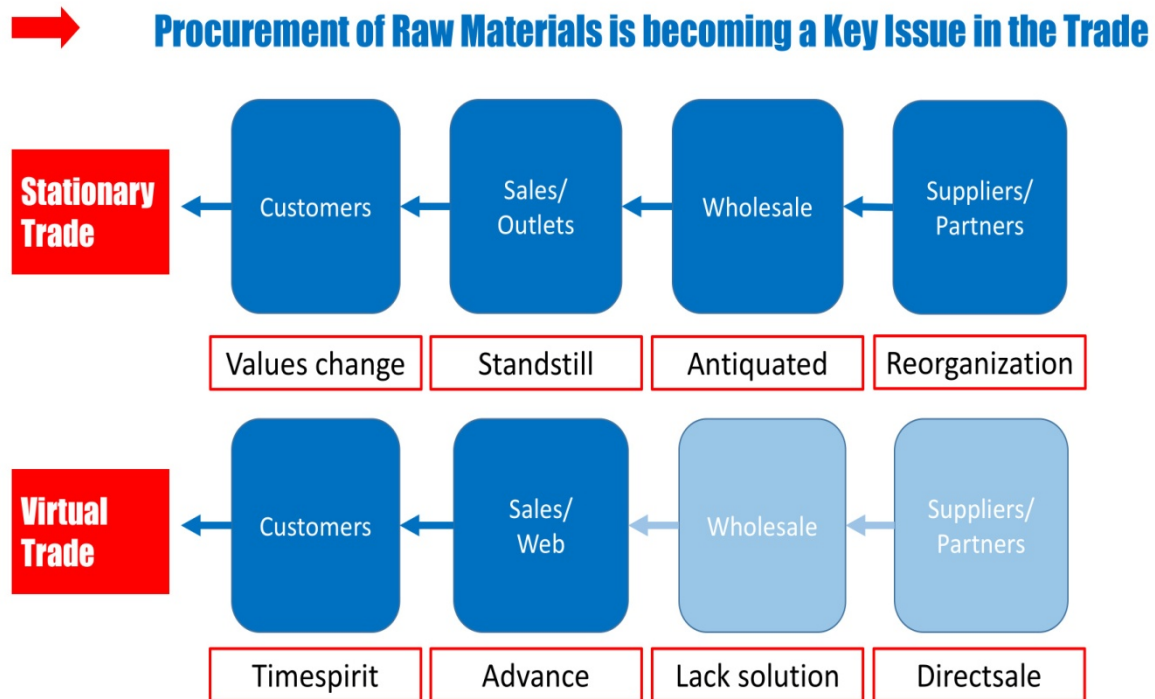 Procurement of Raw Materials is becoming a Key Issue in the Trade
Stationary
Trade
Customers
Sales/
Outlets
Wholesale
Suppliers/
Partners
Values change
Standstill
Antiquated
Reorganization
Virtual
Trade
Customers
Sales/
Web
Wholesale
Suppliers/
Partners
Timespirit
Advance
Lack solution
Directsale